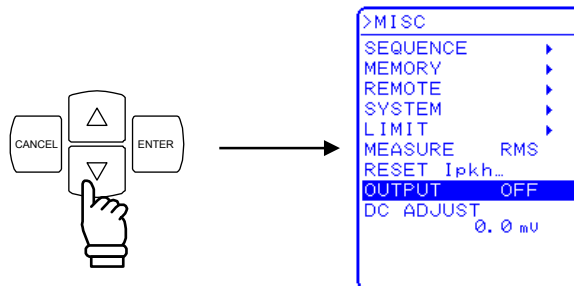 CANCEL
ENTER
>MISC
SEQUENCE
MEMORY
REMOTE
SYSTEM
LIMIT
MEASURE RMS
RESET Ipkh…
OUTPUT OFF
DC ADJUST
0.0 mV